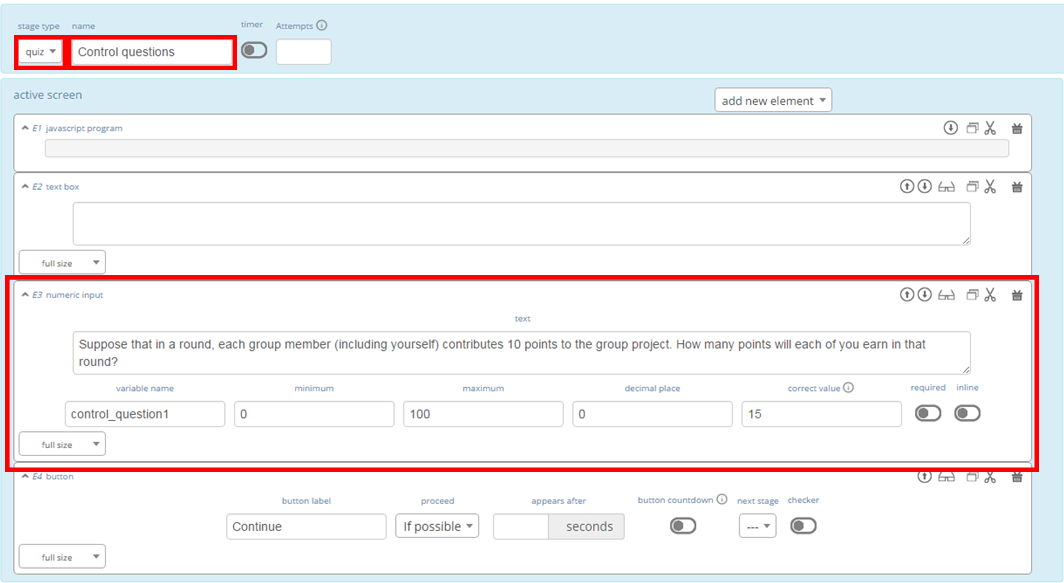 stage type name timer Attempts
quiz Control questions
active screen
add new element
E1 javascript program
E2 text box
full size
E3 numeric input
text
Suppose that in a round, each group member (including yourself) contributes 10 points to the group project. How many points will each of you earn in that
round?
variable name minimum maximum decimal place correct value required inline
control_question1 0 100 0 15
full size
E4 button
button label proceed appears after button countdown next stage checker
Continue If possible seconds ---
full size